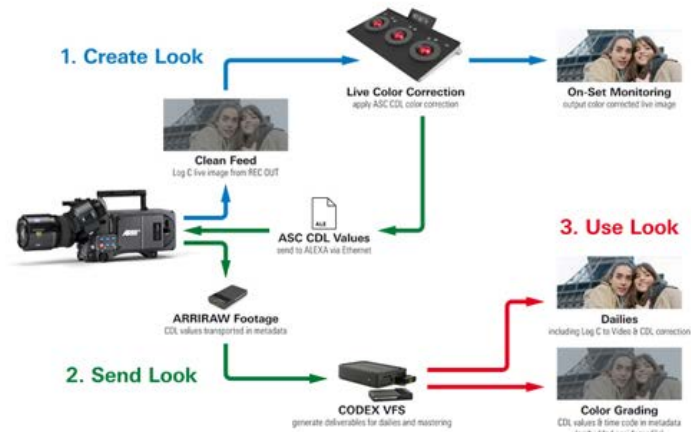 1. Create Look
Live Color Correction
apply ASC CDL color correction
On-Set Monitoring
output color corrected live image
Clean Feed
Log C live image from REC OUT
ARRI
ALE
ASC CDL Values
send to ALEXA via Ethernet
3. Use Look
ARRIRAW Footage
CDL values transported in metadata
Dailies
including Log C to Video & CDL correction
2. Send Look
CODEX VFS
generate deliverables for dailies and mastering
Color Grading
CDL values & time code in metadata